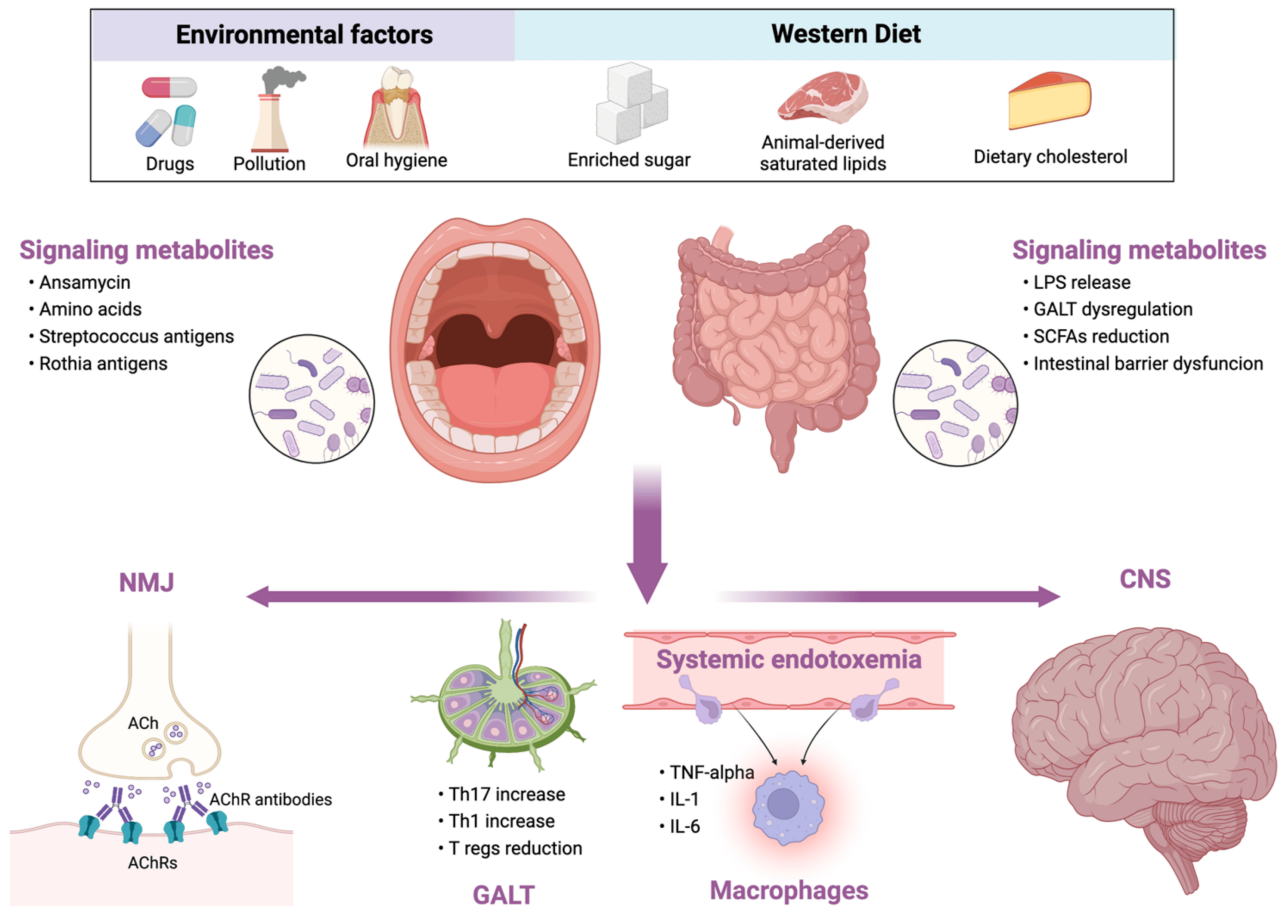 Environmental factors
Western Diet
Drugs
Pollution
Oral hygiene
Enriched sugar
Animal-derived
saturated lipids
Dietary cholesterol
Signaling metabolites
• Ansamycin
• Amino acids
• Streptococcus antigens
• Rothia antigens
Signaling metabolites
• LPS release
• GALT dysregulation
• SCFAs reduction
• Intestinal barrier dysfuncion
NMJ
CNS
ACh
AChR antibodies
AChRs
• Th17 increase
• Th1 increase
• T regs reduction
GALT
Systemic endotoxemia
• TNF-alpha
• IL-1
• IL-6
Macrophages